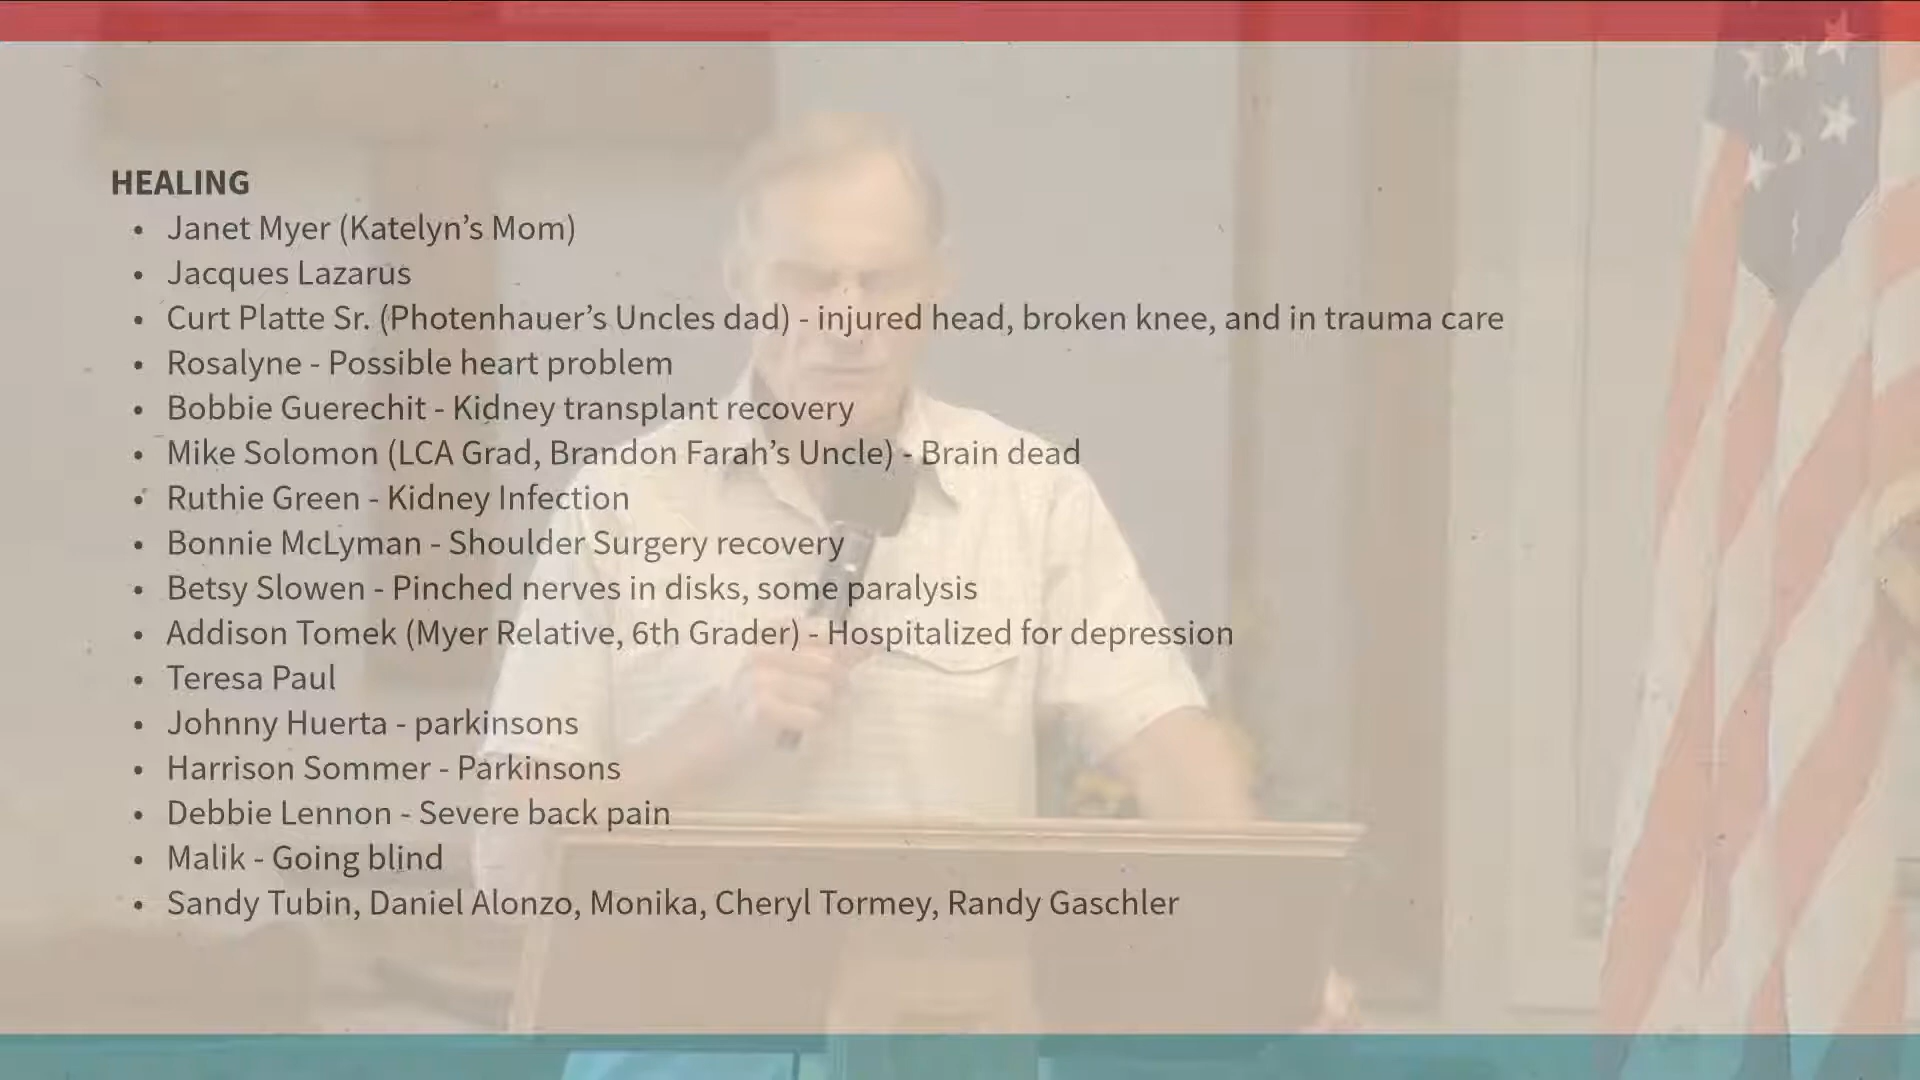 HEALING
• Janet Myer (Katelyn’s Mom)
• Jacques Lazarus
• Curt Platte Sr. (Photenhauer’s Uncles dad) - injured head, broken knee, and in trauma care
• Rosalyne - Possible heart problem
• Bobbie Guerechit - Kidney transplant recovery
• Mike Solomon (LCA Grad, Brandon Farah’s Uncle) - Brain dead
• Ruthie Green - Kidney Infection
• Bonnie McLyman - Shoulder Surgery recovery
• Betsy Slowen - Pinched nerves in disks, some paralysis
• Addison Tomek (Myer Relative, 6th Grader) - Hospitalized for depression
• Teresa Paul
• Johnny Huerta - parkinsons
• Harrison Sommer - Parkinsons
• Debbie Lennon - Severe back pain
• Malik - Going blind
• Sandy Tubin, Daniel Alonzo, Monika, Cheryl Tormey, Randy Gaschler